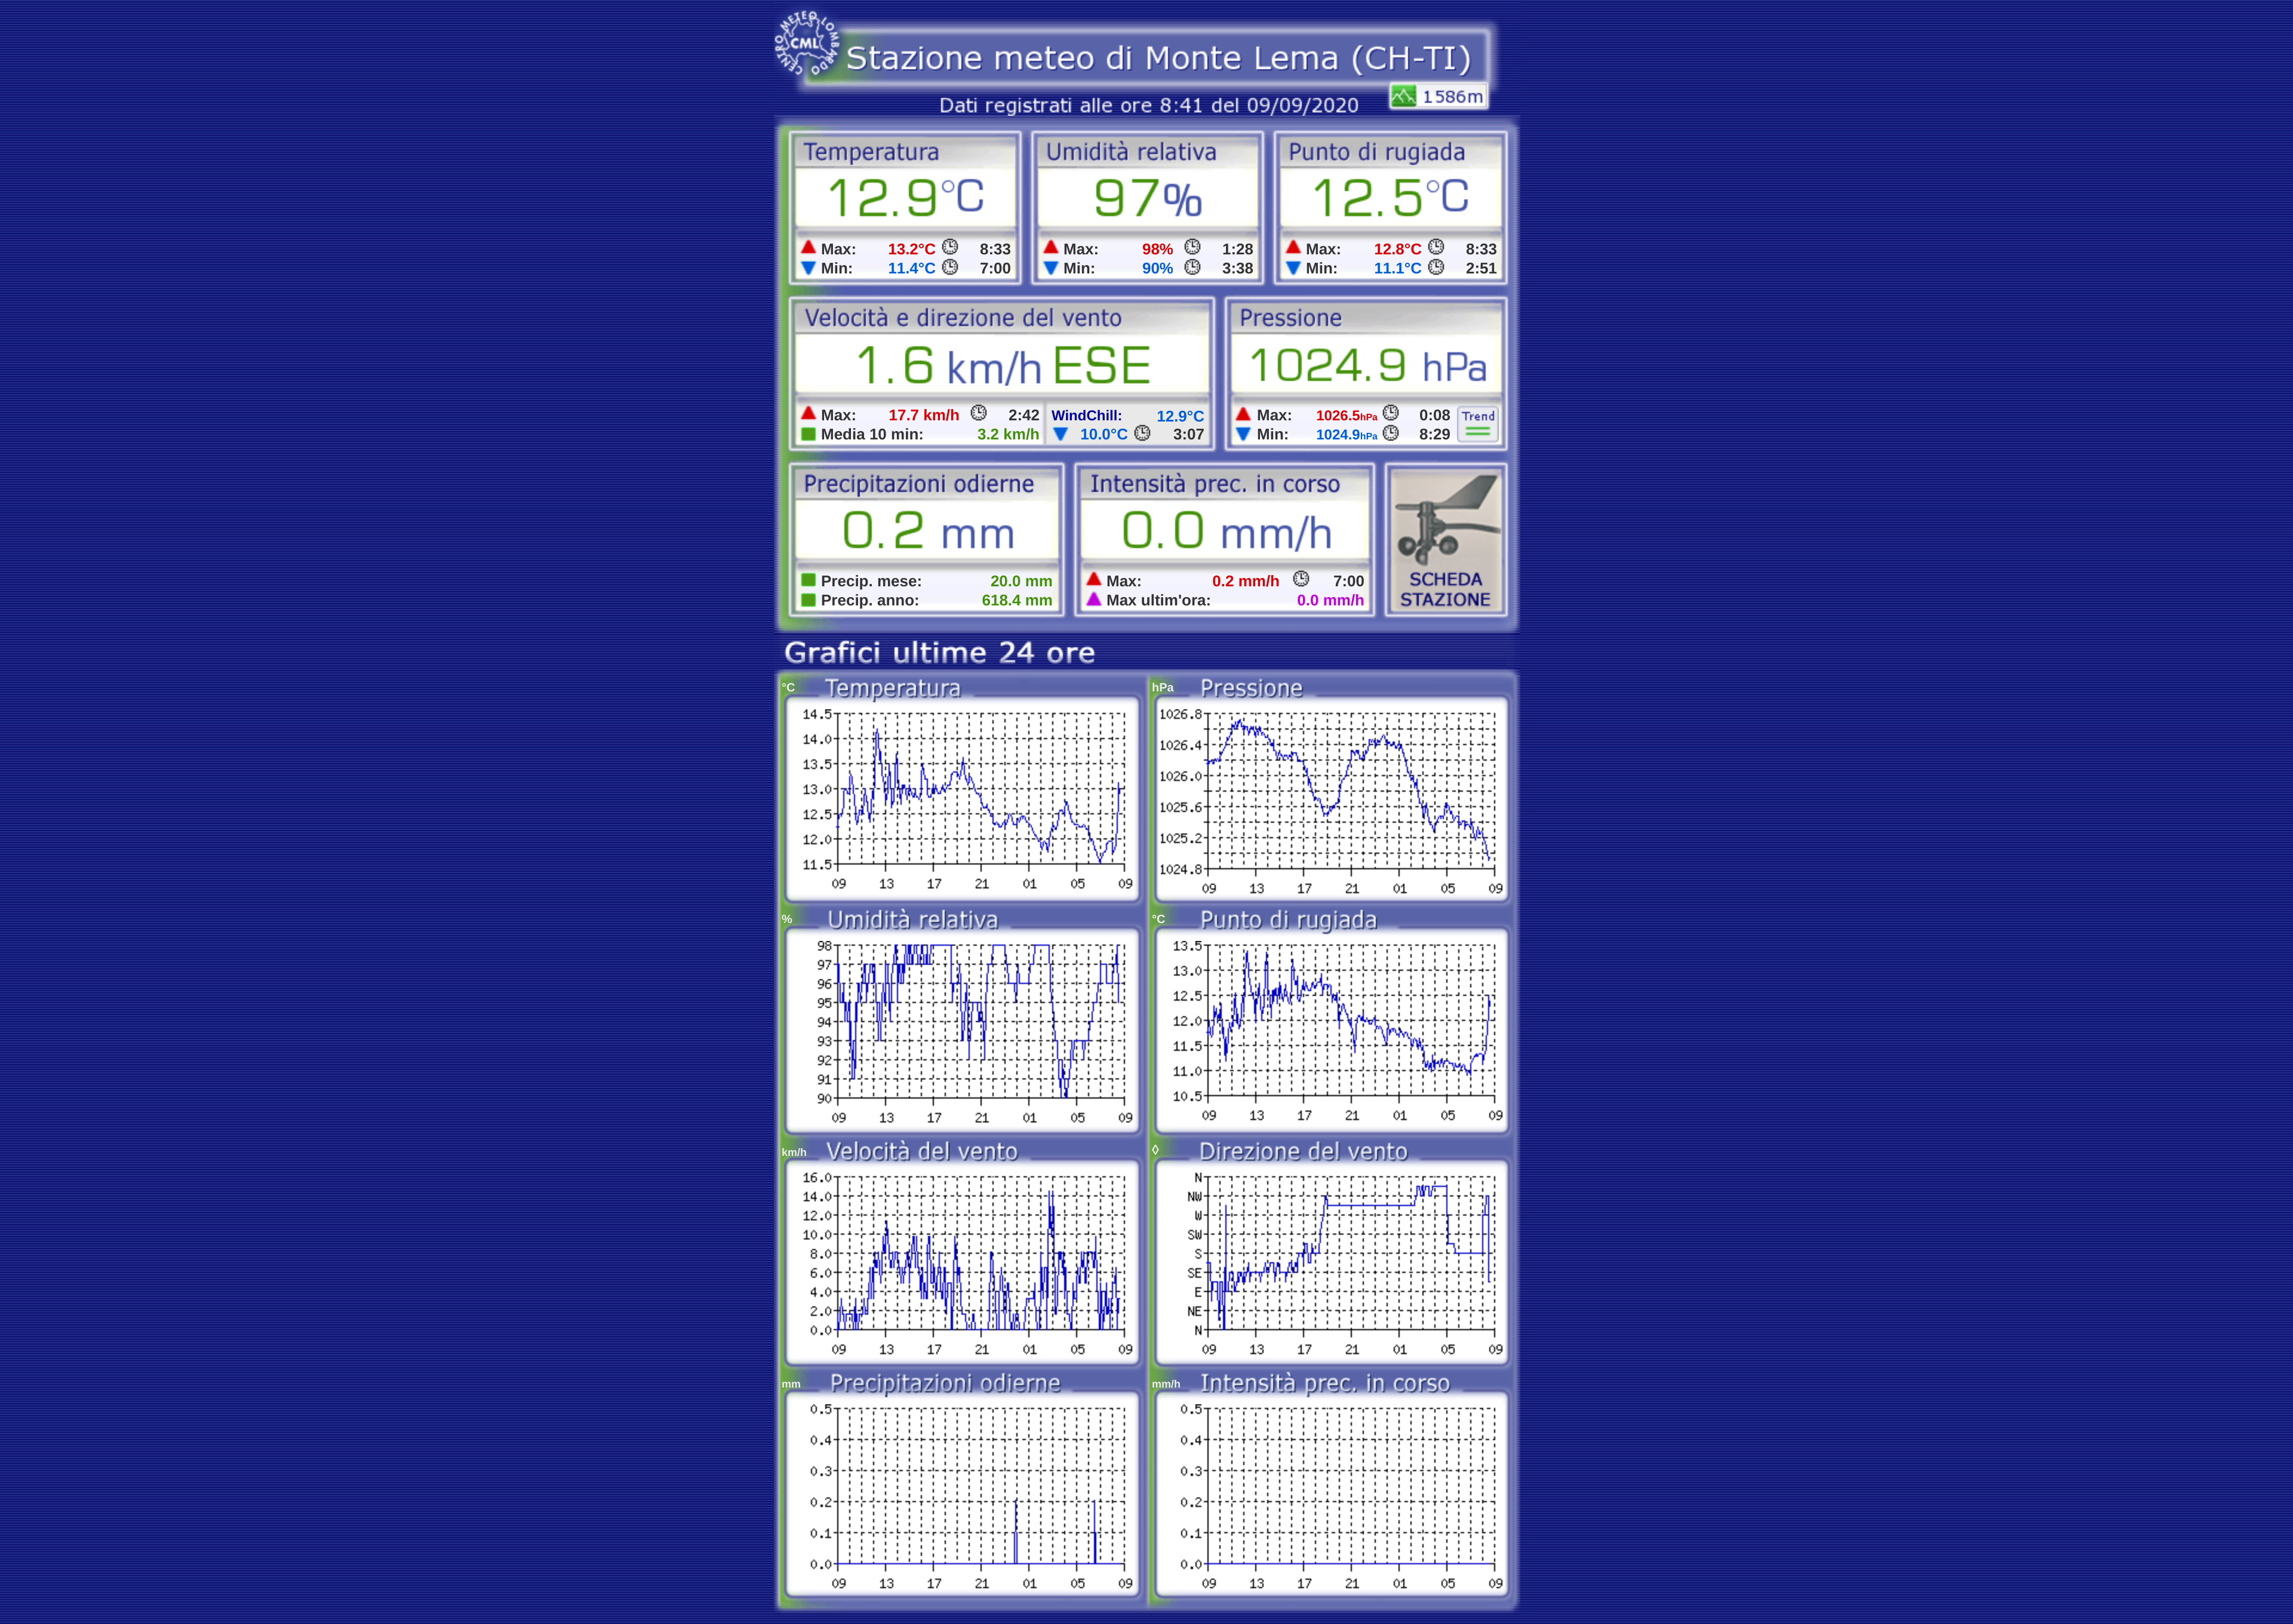 CENTRO METEO LOMBARDO
CML
Stazione meteo di Monte Lema (CH-TI)
1586m
Dati registrati alle ore 8:41 del 09/09/2020
Temperatura Umidità relativa Punto di rugiada
12.9°C 97% 12.5°C
Max: 13.2°C 8:33 Max: 98% 1:28 Max: 12.8°C 8:33
Min: 11.4°C 7:00 Min: 90% 3:38 Min: 11.1°C 2:51
Velocità e direzione del vento Pressione
1.6 km/h ESE 1024.9 hPa
Max: 17.7 km/h 2:42 WindChill: 12.9°C Max: 1026.5hPa 0:08 Trend
Media 10 min: 3.2 km/h 10.0°C 3:07 Min: 1024.9hPa 8:29
Precipitazioni odierne Intensità prec. in corso
0.2 mm 0.0 mm/h
Precip. mese: 20.0 mm Max: 0.2 mm/h 7:00 SCHEDA
Precip. anno: 618.4 mm Max ultim'ora: 0.0 mm/h STAZIONE
Grafici ultime 24 ore
°C Temperatura
14.5
14.0
13.5
13.0
12.5
12.0
11.5
09 13 17 21 01 05 09
hPa Pressione
1026.8
1026.4
1026.0
1025.6
1025.2
1024.8
09 13 17 21 01 05 09
% Umidità relativa
98
97
96
95
94
93
92
91
90
09 13 17 21 01 05 09
°C Punto di rugiada
13.5
13.0
12.5
12.0
11.5
11.0
10.5
09 13 17 21 01 05 09
km/h Velocità del vento
16.0
14.0
12.0
10.0
8.0
6.0
4.0
2.0
0.0
09 13 17 21 01 05 09
◊ Direzione del vento
N
NW
W
SW
S
SE
E
NE
N
09 13 17 21 01 05 09
mm Precipitazioni odierne
0.5
0.4
0.3
0.2
0.1
0.0
09 13 17 21 01 05 09
mm/h Intensità prec. in corso
0.5
0.4
0.3
0.2
0.1
0.0
09 13 17 21 01 05 09